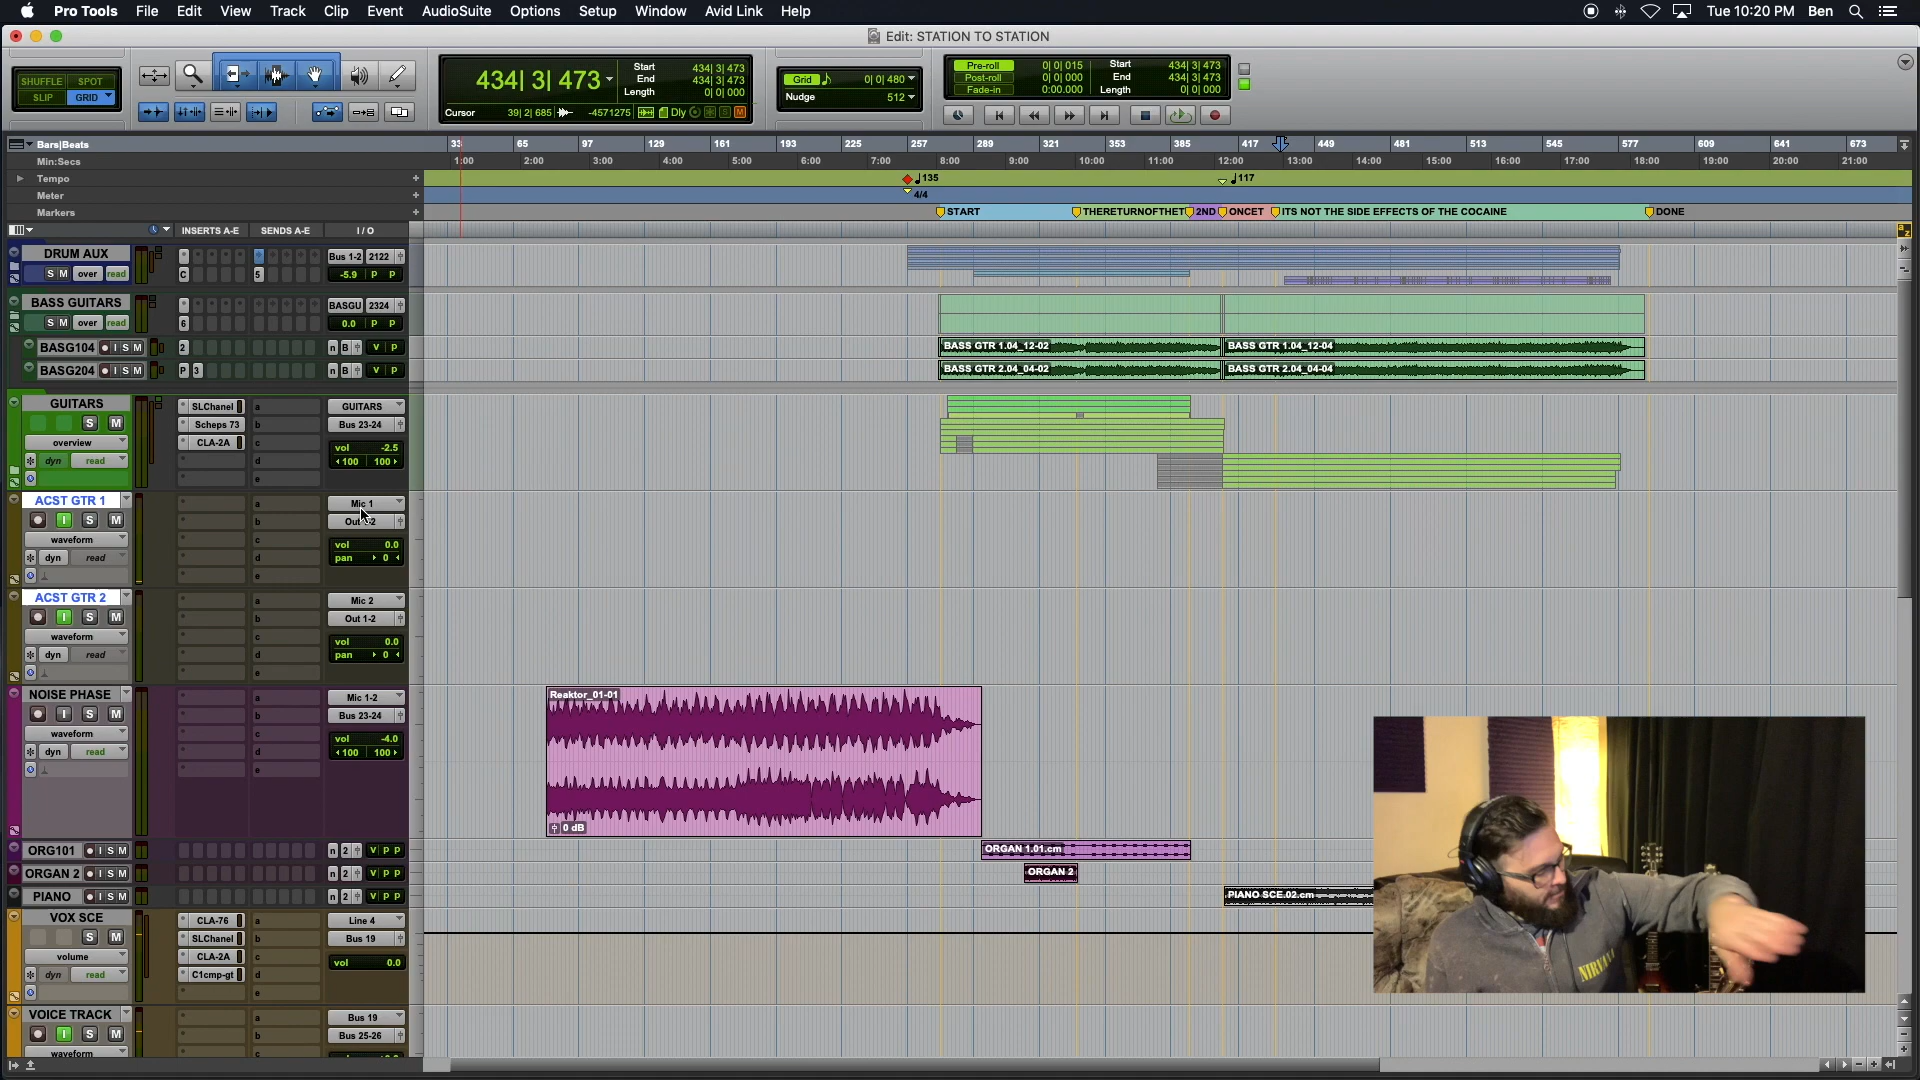 Pro Tools File Edit View Track Clip Event AudioSuite Options Setup Window Avid Link Help Tue 10:20 PM Ben
Edit: STATION TO STATION
SHUFFLE SPOT
SLIP GRID
434| 3| 473
Start 434| 3| 473
End 434| 3| 473
Length 0| 0| 000
Cursor 39| 2| 685 -4571275 Dly
Grid 0| 0| 480
Nudge 512
Pre-roll 0| 0| 015 Start 434| 3| 473
Post-roll 0| 0| 000 End 434| 3| 473
Fade-in 0:00.000 Length 0| 0| 000
Bars|Beats 33 65 97 129 161 193 225 257 289 321 353 385 417 449 481 513 545 577 609 641 673
Min:Secs 1:00 2:00 3:00 4:00 5:00 6:00 7:00 8:00 9:00 10:00 11:00 12:00 13:00 14:00 15:00 16:00 17:00 18:00 19:00 20:00 21:00
Tempo + 135 117
Meter + 4/4
Markers + START THERETURNOFTHET 2ND ONCET ITS NOT THE SIDE EFFECTS OF THE COCAINE DONE
INSERTS A-E SENDS A-E I / O
DRUM AUX Bus 1-2 2122
S M over read C 5 -5.9 P P
BASS GUITARS BASGU 2324
S M over read 6 0.0 P P
BASG104 I S M 2 n B V P BASS GTR 1.04_12-02 BASS GTR 1.04_12-04
BASG204 I S M P 3 n B V P BASS GTR 2.04_04-02 BASS GTR 2.04_04-04
GUITARS SLChanel a GUITARS
S M Scheps 73 b Bus 23-24
overview CLA-2A c vol -2.5
dyn read d 100 100
e
ACST GTR 1 a Mic 1
I S M b Out 1-2
waveform c vol 0.0
dyn read d pan 0
e
ACST GTR 2 a Mic 2
I S M b Out 1-2
waveform c vol 0.0
dyn read d pan 0
e
NOISE PHASE a Mic 1-2 Reaktor_01-01
I S M b Bus 23-24
waveform c vol -4.0
dyn read d 100 100
e
0 dB
ORG101 I S M n 2 V P P ORGAN 1.01.cm
ORGAN 2 I S M n 2 V P P ORGAN 2
PIANO I S M n 2 V P P PIANO SCE.02.cm
VOX SCE CLA-76 a Line 4
S M SLChanel b Bus 19
volume CLA-2A c vol 0.0
dyn read C1cmp-gt d
e
VOICE TRACK a Bus 19
I S M b Bus 25-26
waveform c
NIRVANA